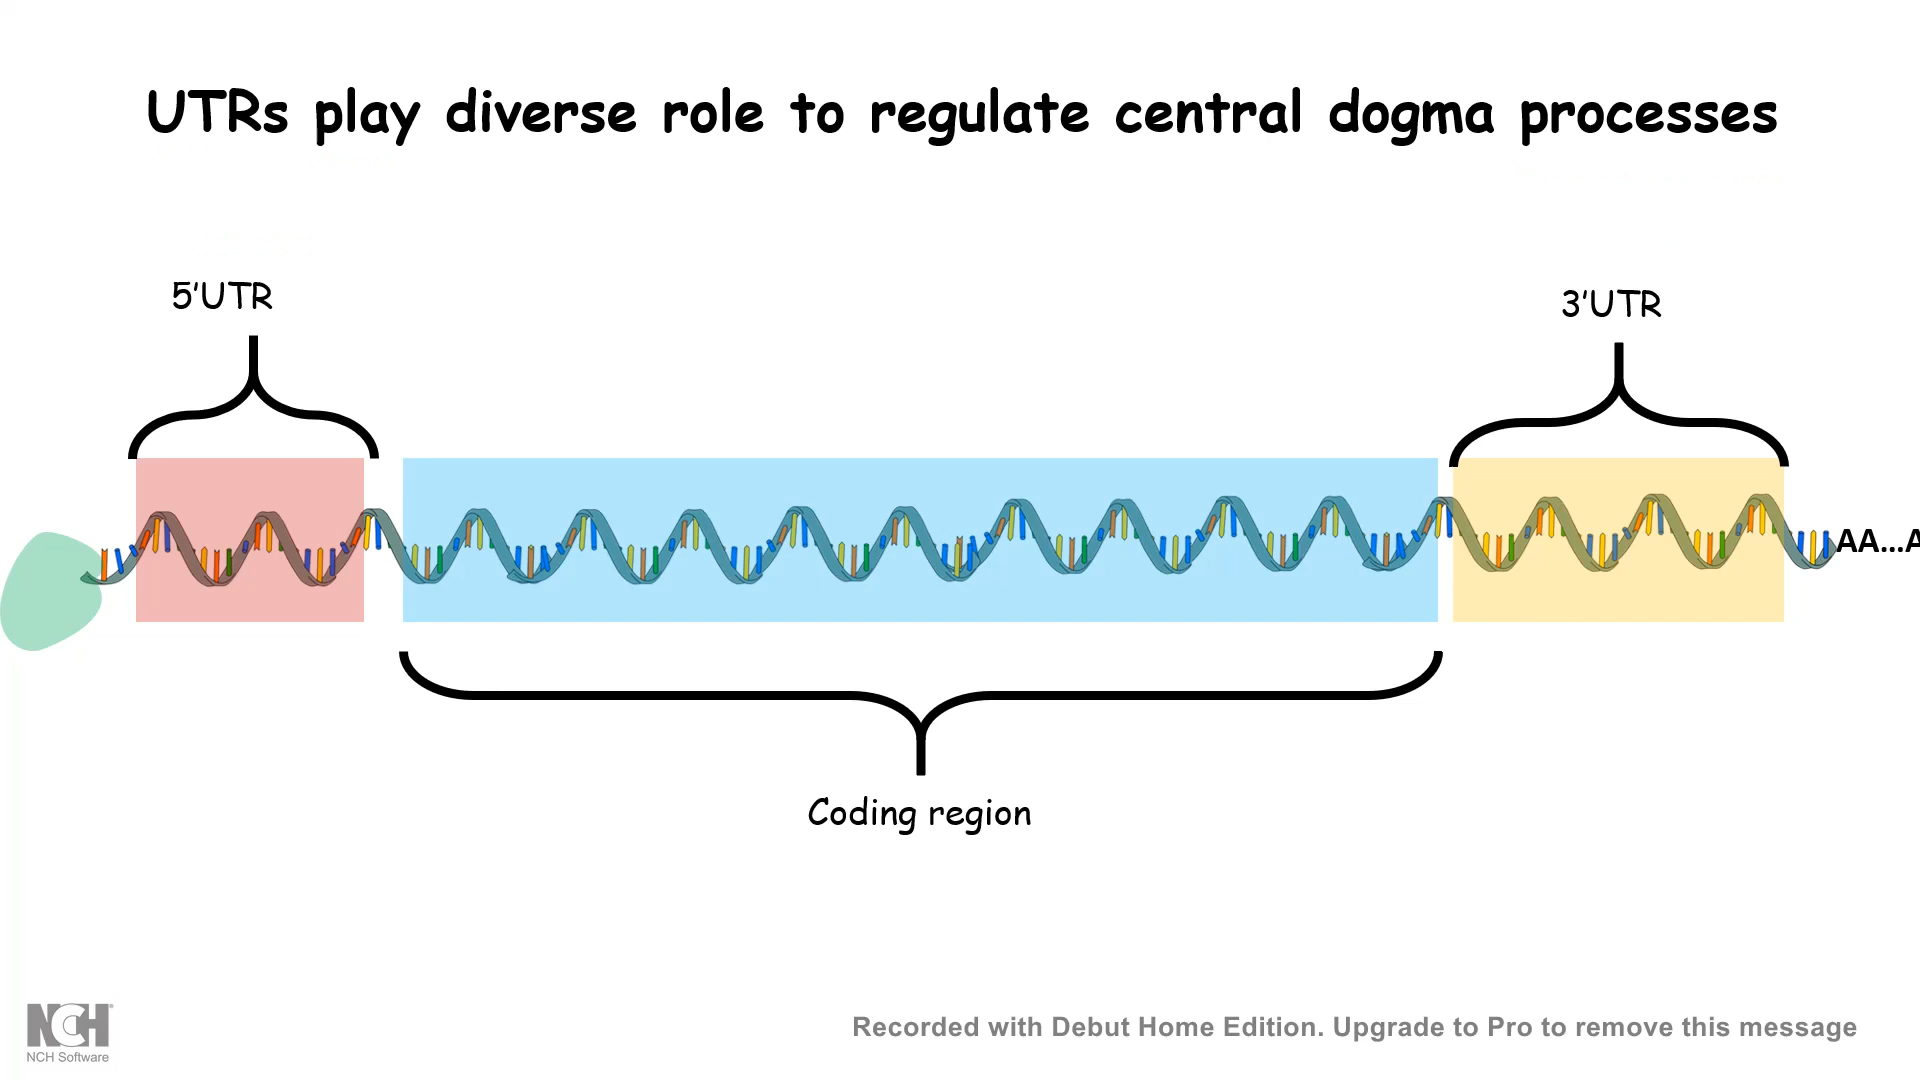 UTRs play diverse role to regulate central dogma processes
5'UTR
3'UTR
AA...A
Coding region
NCH
NCH Software
Recorded with Debut Home Edition. Upgrade to Pro to remove this message